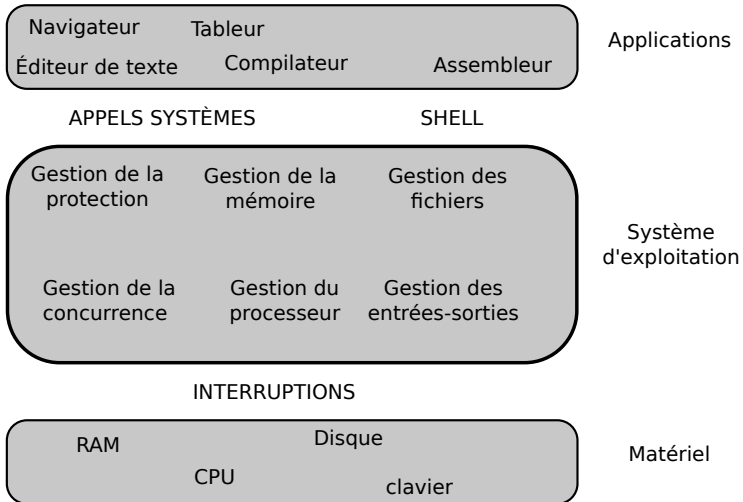 Navigateur
Tableur
Éditeur de texte
Compilateur
Assembleur
Applications
APPELS SYSTÈMES
SHELL
Gestion de la
protection
Gestion de la
mémoire
Gestion des
fichiers
Gestion de la
concurrence
Gestion du
processeur
Gestion des
entrées-sorties
Système
d'exploitation
INTERRUPTIONS
RAM
Disque
CPU
clavier
Matériel